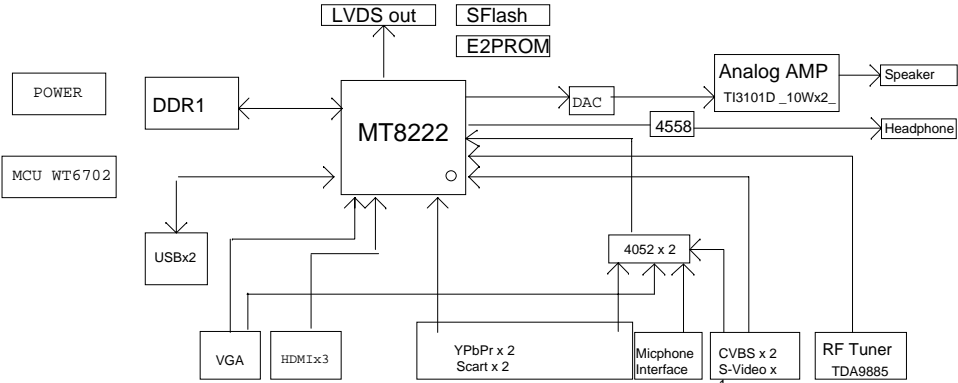 LVDS out
SFlash
E2PROM
POWER
DDR1
MT8222
DAC
Analog AMP
TI3101D _10Wx2_
Speaker
4558
Headphone
MCU WT6702
USBx2
4052 x 2
VGA
HDMIx3
YPbPr x 2
Scart x 2
Micphone
Interface
CVBS x 2
S-Video x
RF Tuner
TDA9885